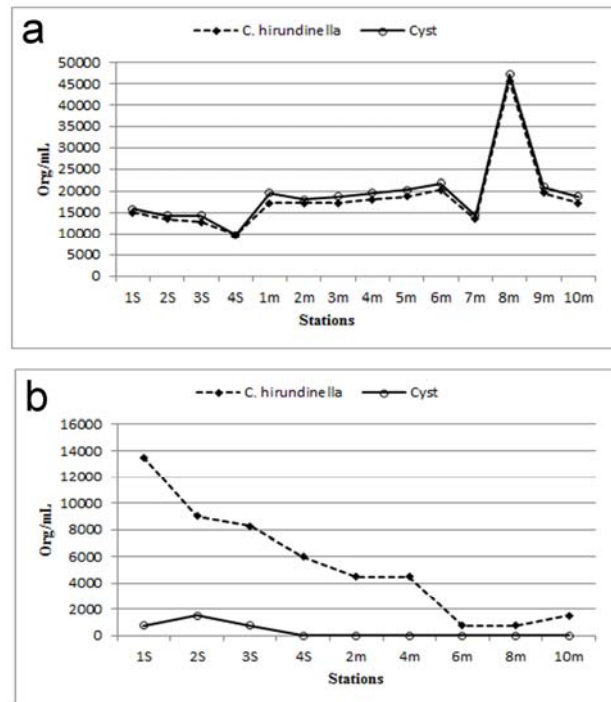 a
C. hirundinella Cyst
50000
45000
40000
35000
30000
25000
20000
15000
10000
5000
0
Org/mL
1S 2S 3S 4S 1m 2m 3m 4m 5m 6m 7m 8m 9m 10m
Stations
b
C. hirundinella Cyst
16000
14000
12000
10000
8000
6000
4000
2000
0
Org/mL
1S 2S 3S 4S 2m 4m 6m 8m 10m
Stations